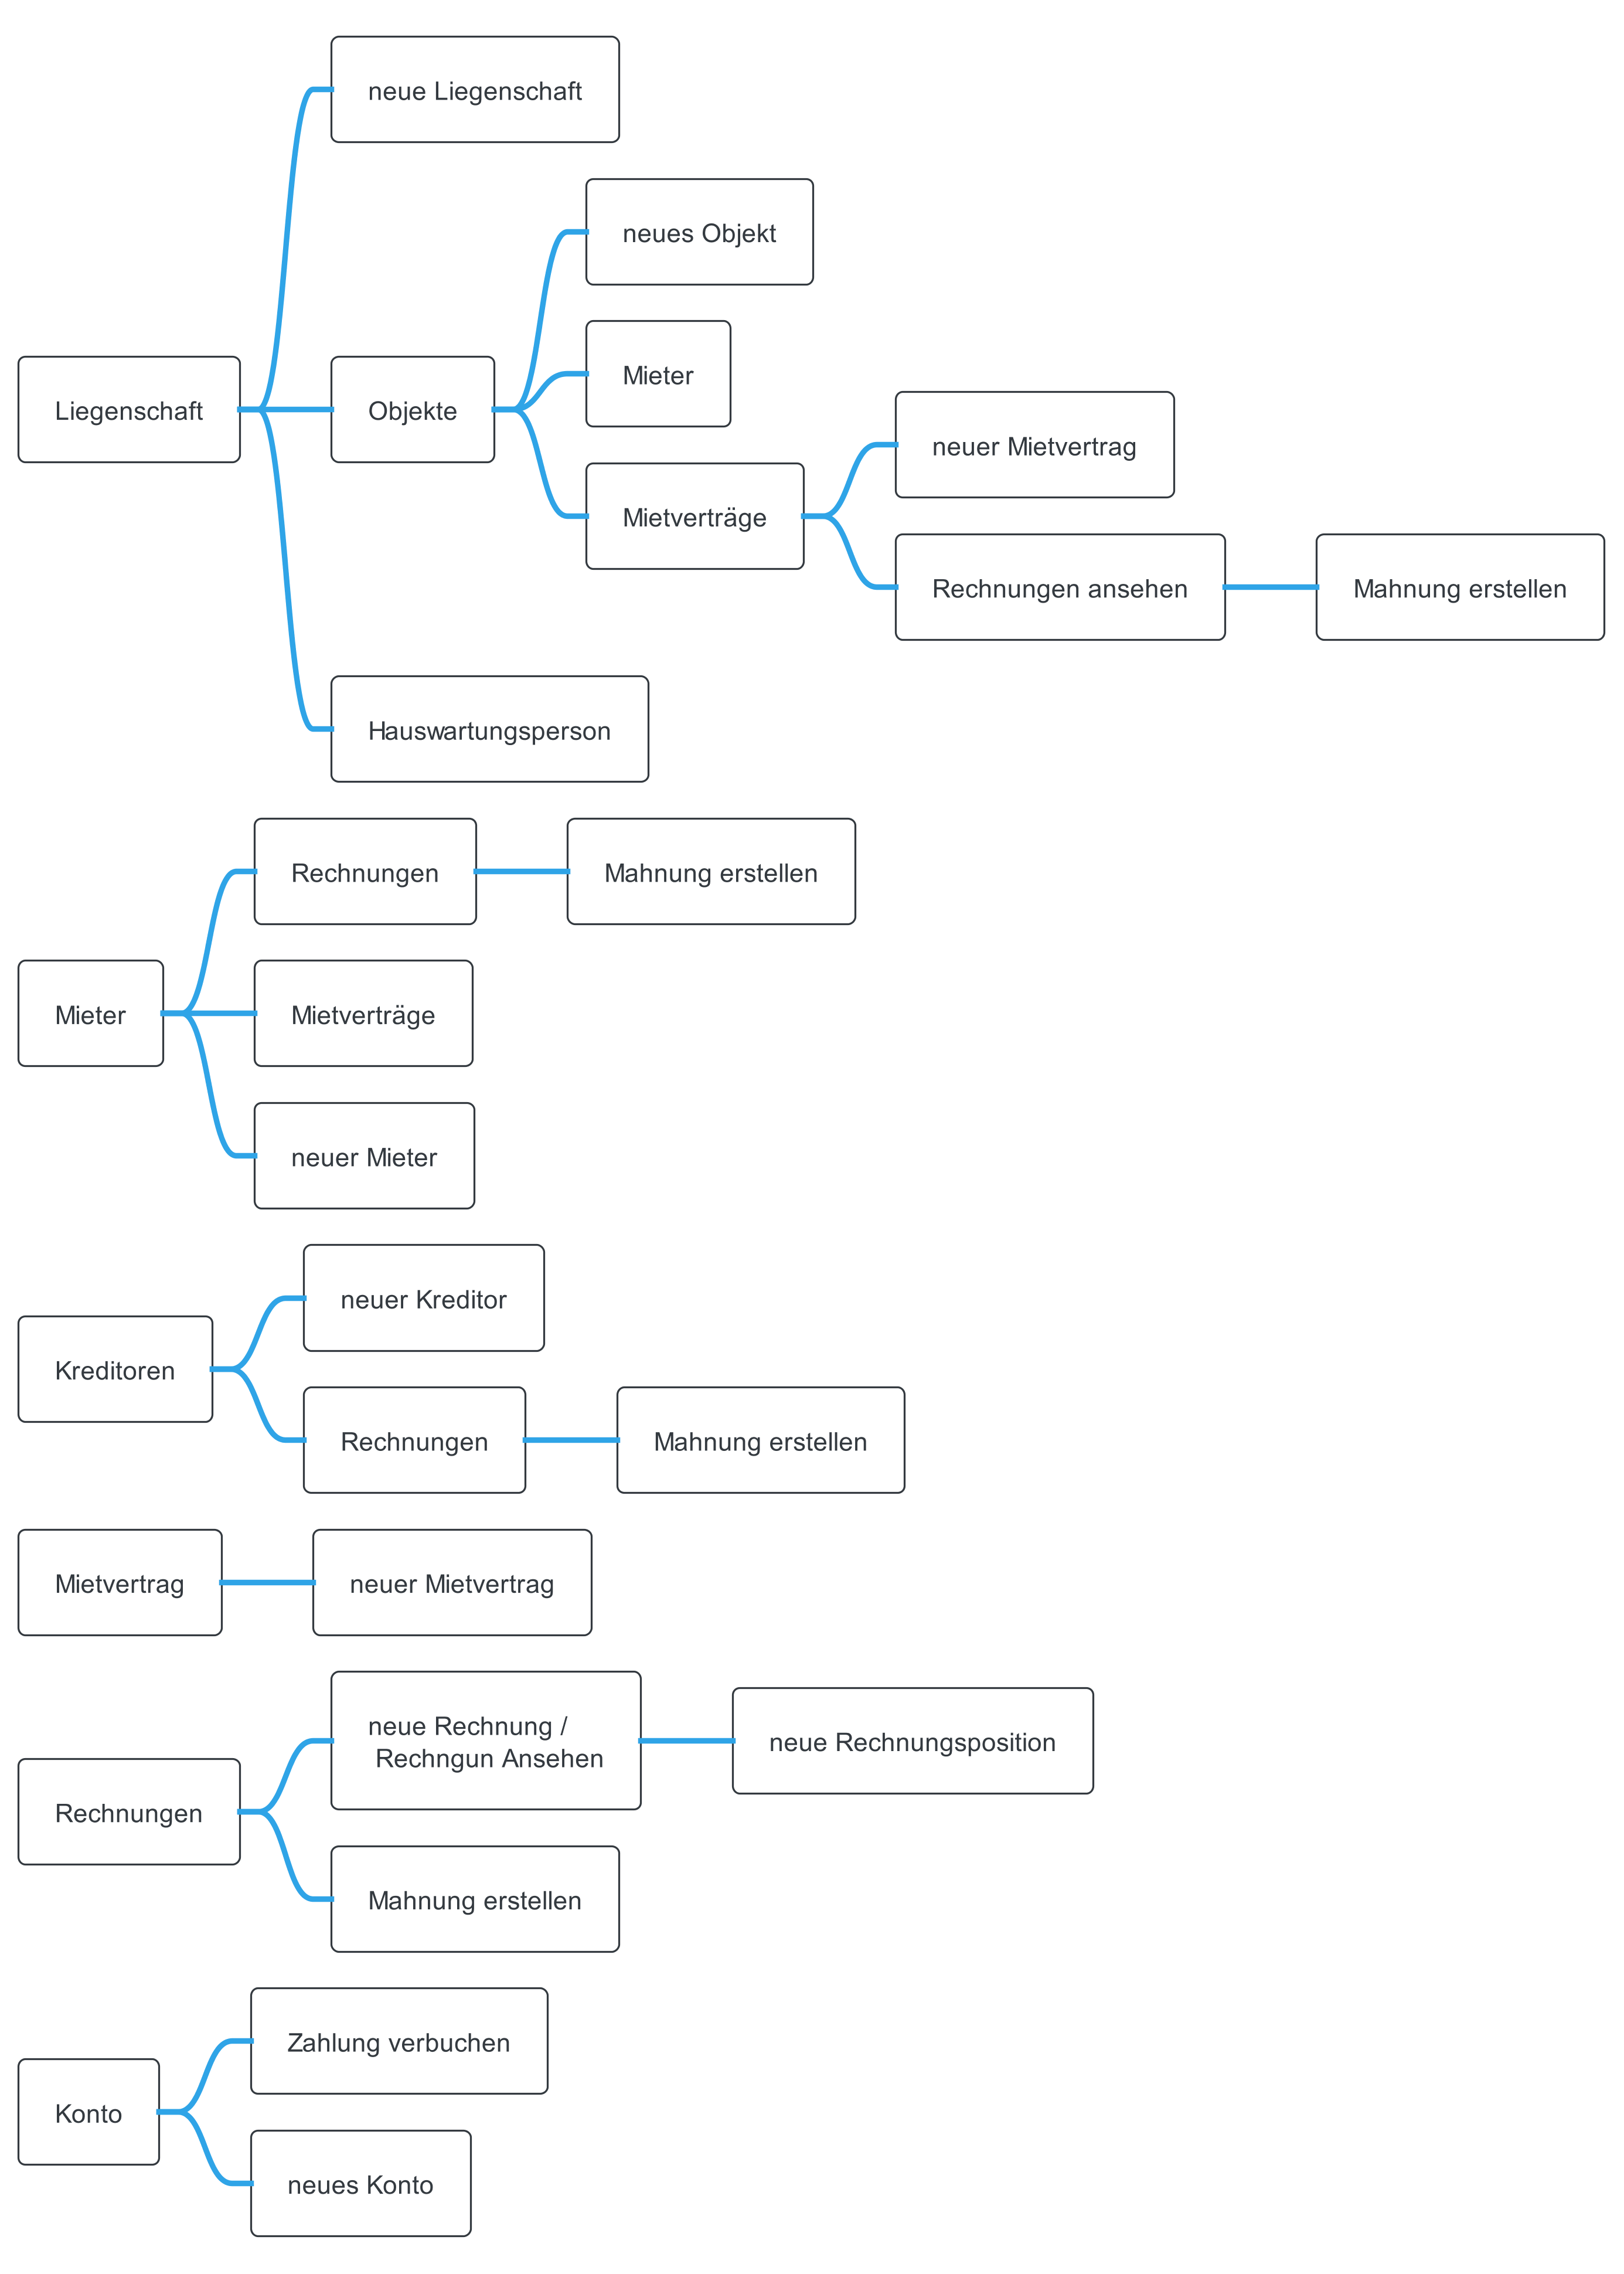 neue Liegenschaft
neues Objekt
Mieter
Liegenschaft
Objekte
neuer Mietvertrag
Mietverträge
Rechnungen ansehen
Mahnung erstellen
Hauswartungsperson
Rechnungen
Mahnung erstellen
Mieter
Mietverträge
neuer Mieter
neuer Kreditor
Kreditoren
Rechnungen
Mahnung erstellen
Mietvertrag
neuer Mietvertrag
neue Rechnung /
Rechngun Ansehen
neue Rechnungsposition
Rechnungen
Mahnung erstellen
Zahlung verbuchen
Konto
neues Konto